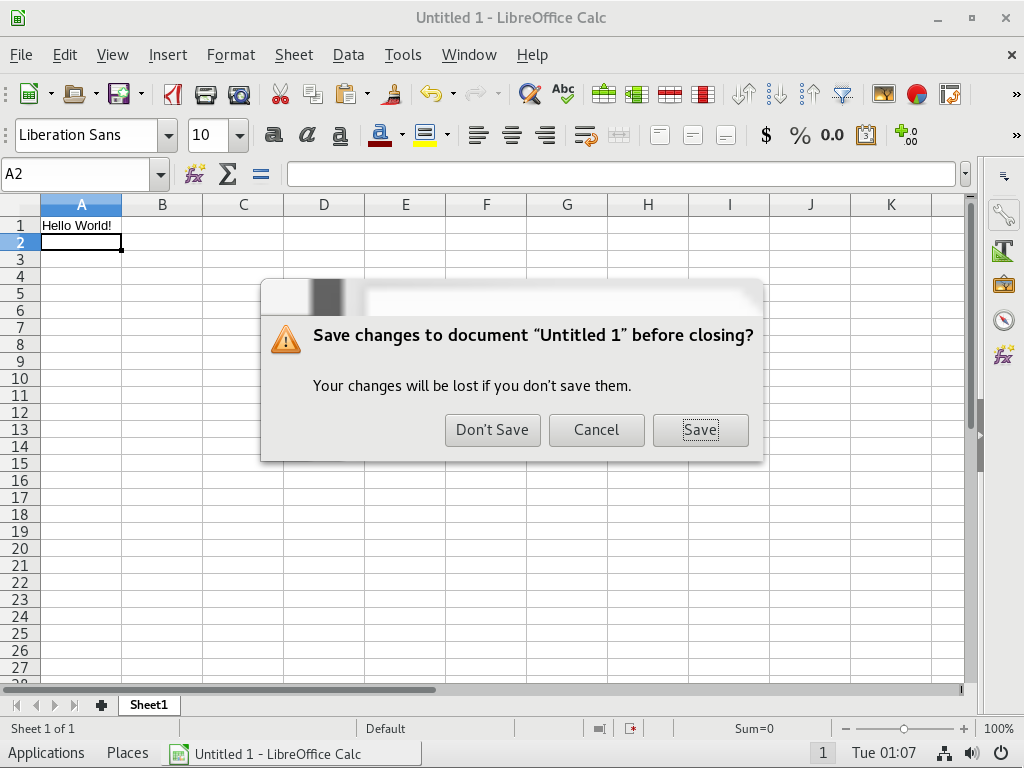 Untitled 1 - LibreOffice Calc
File Edit View Insert Format Sheet Data Tools Window Help
Abc
Liberation Sans 10 a a a a $ % 0.0 3 .00
A2
A B C D E F G H I J K
1 Hello World!
2
3
4
5
6
7
8
9
10
11
12
13
14
15
16
17
18
19
20
21
22
23
24
25
26
27
28
Save changes to document “Untitled 1” before closing?
Your changes will be lost if you don’t save them.
Don't Save Cancel Save
Sheet1
Sheet 1 of 1 Default Sum=0 100%
Applications Places Untitled 1 - LibreOffice Calc 1 Tue 01:07